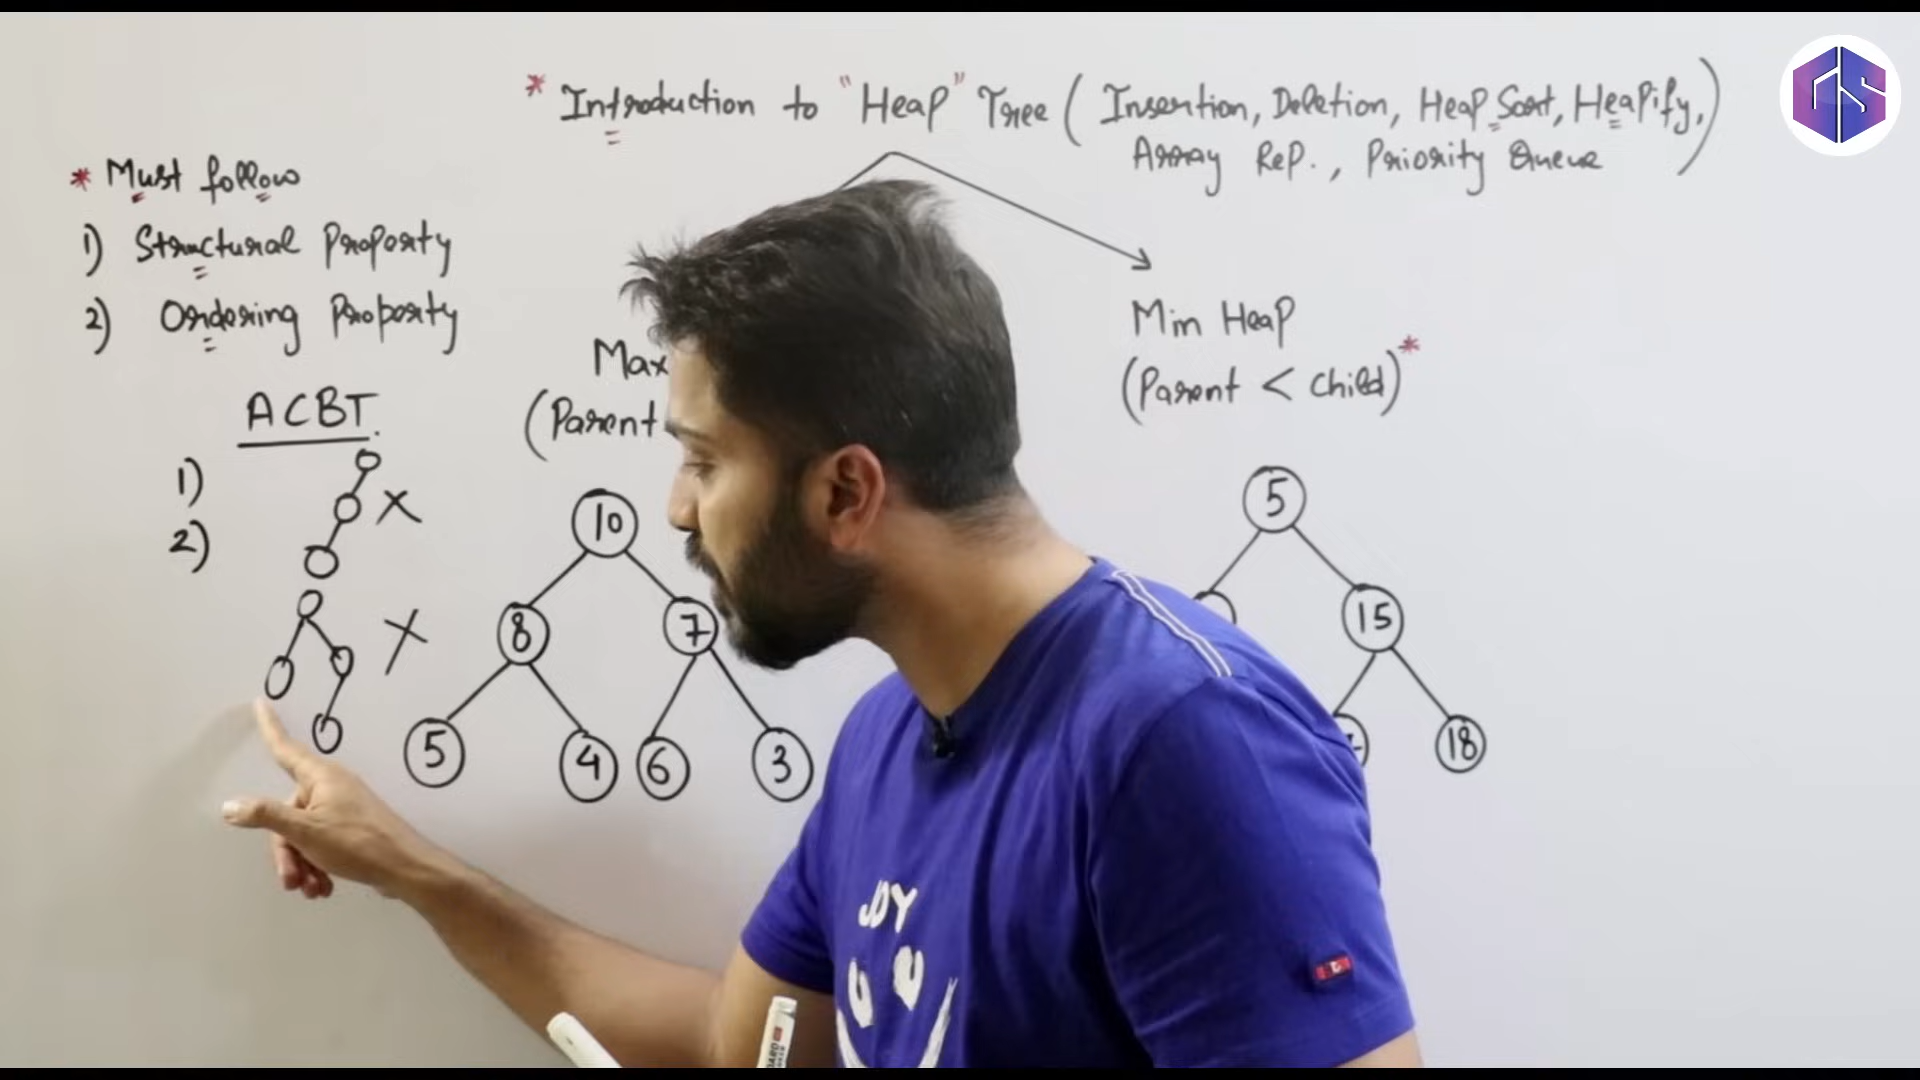 * Introduction to "Heap" Tree ( Insertion, Deletion, Heap Sort, Heapify,
Array Rep., Priority Queue )
* Must follow
1) Structural Property
2) Ordering Property
ACBT.
1)
2)
X
X
Max
(Parent
10
8 7
5 4 6 3
Min Heap
(Parent < Child)*
5
15
18
JOY
GS